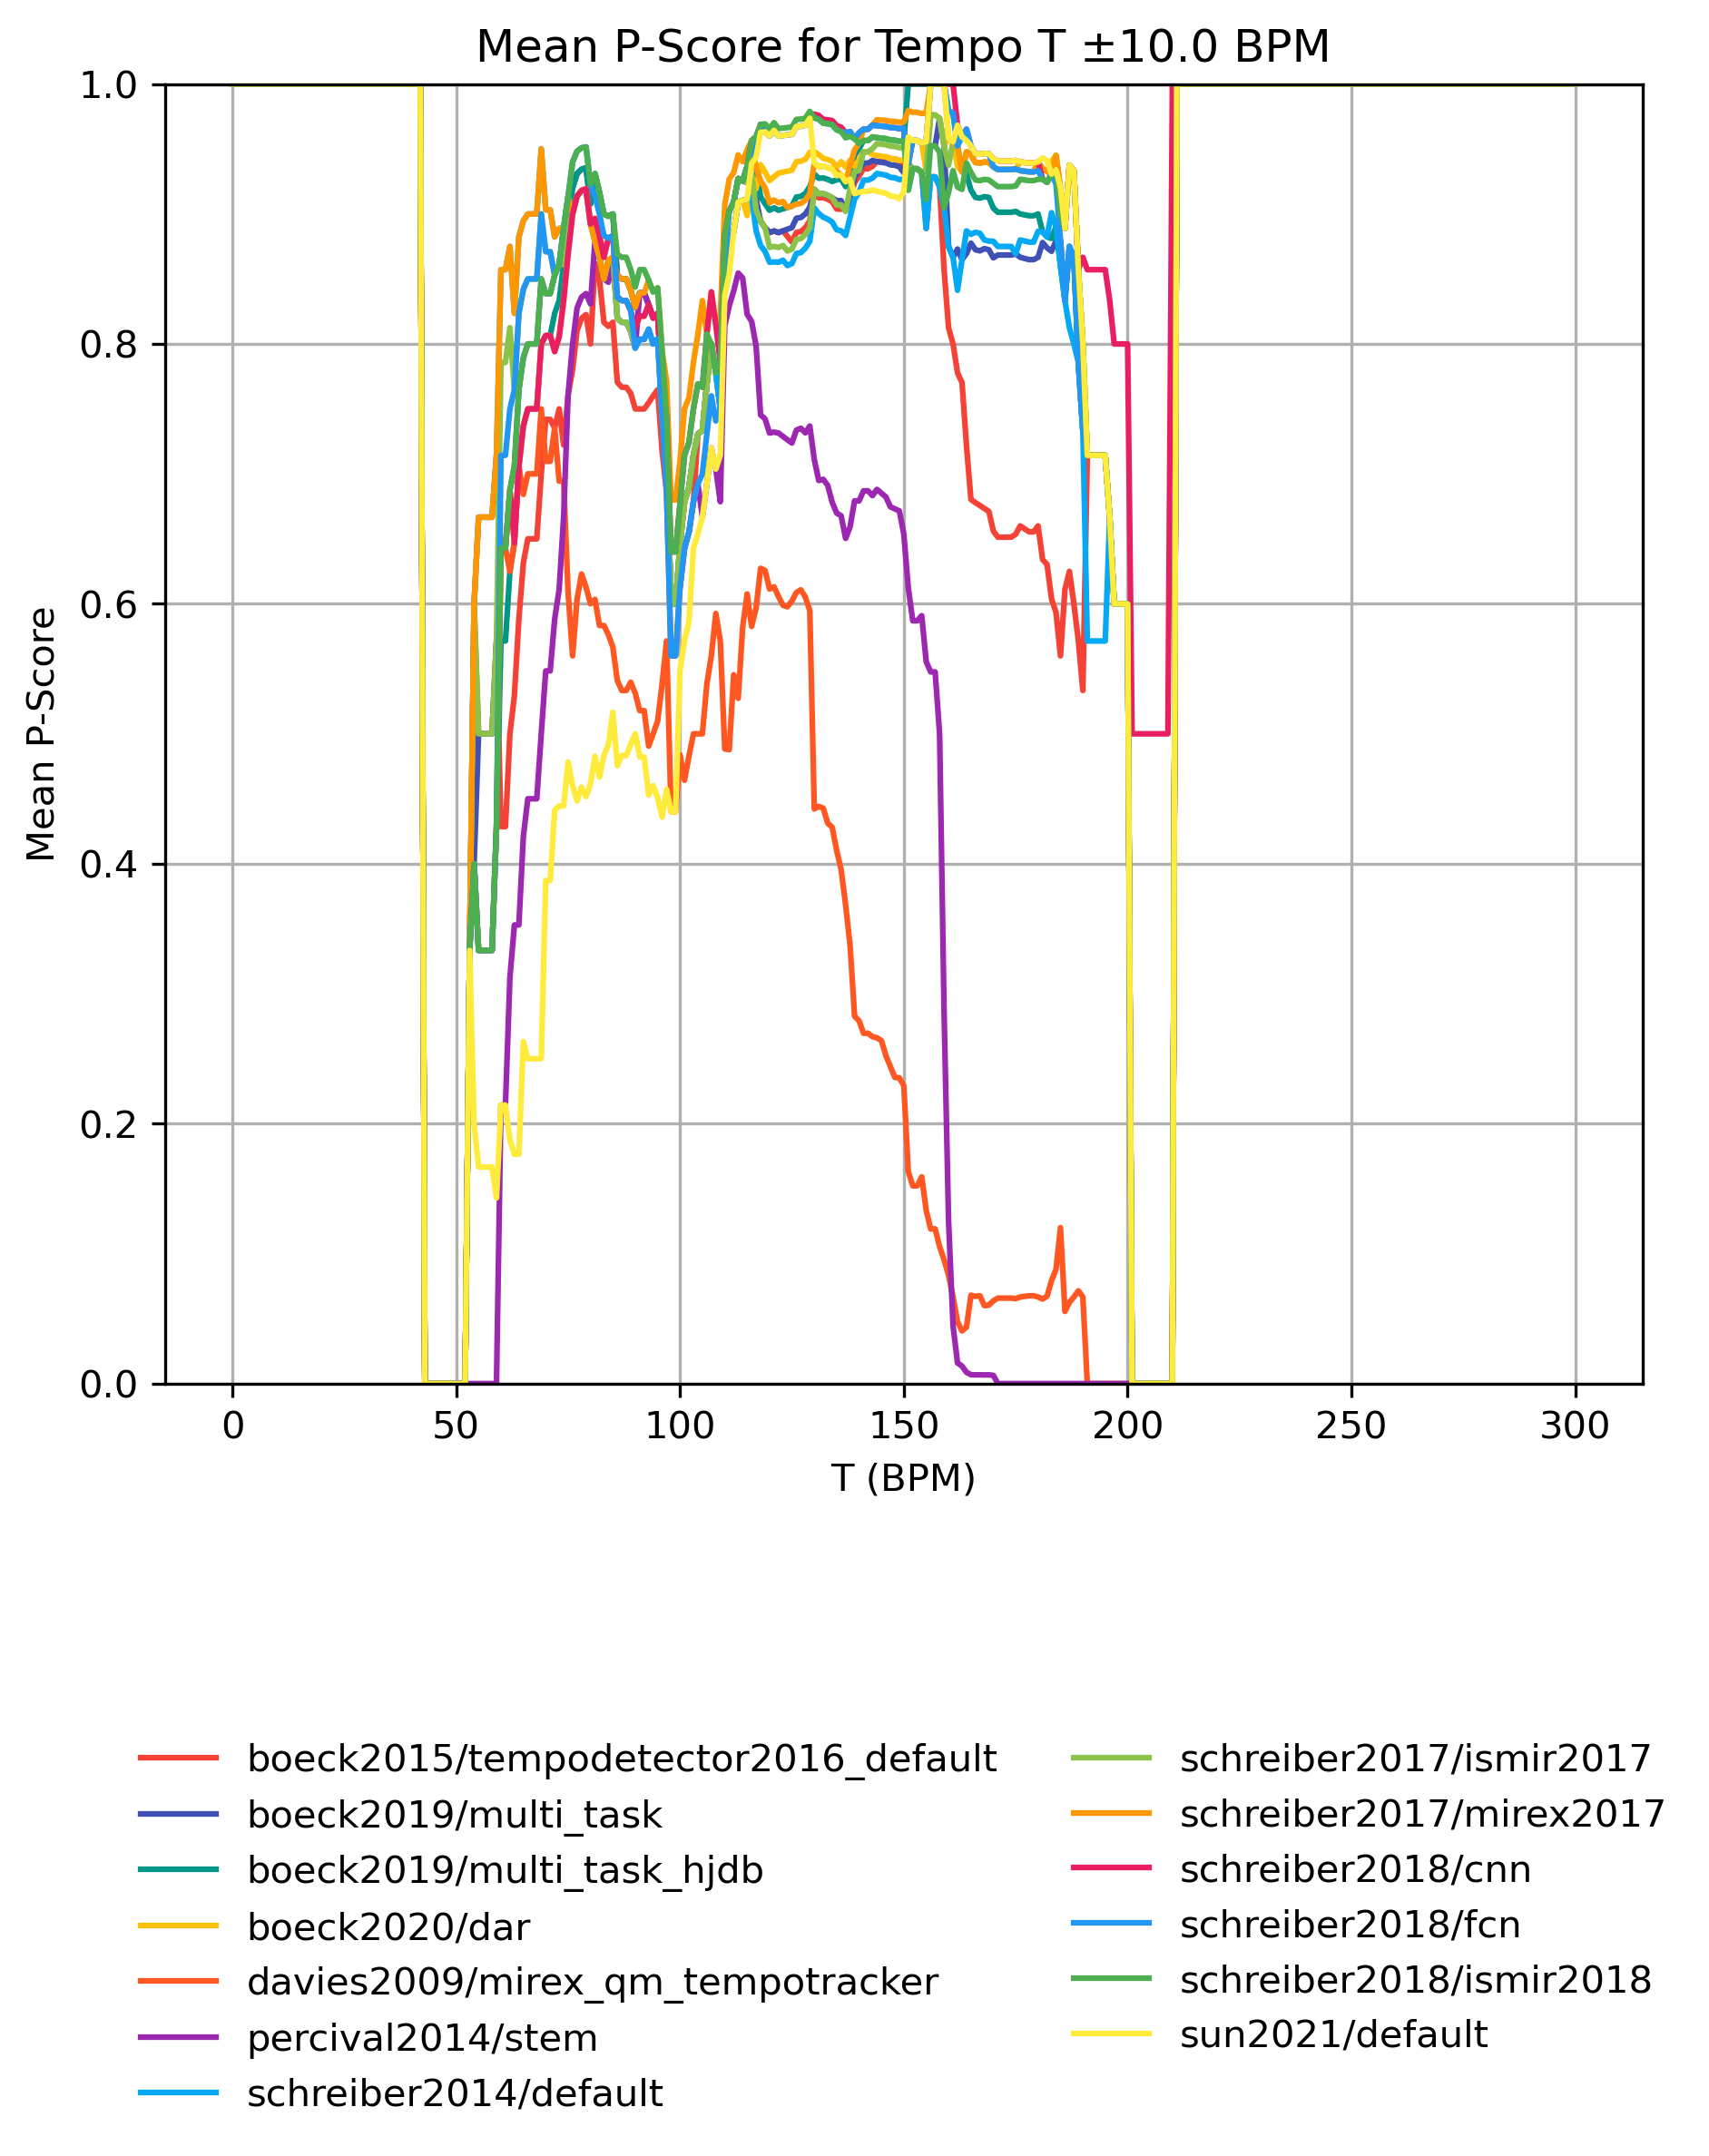 Mean P-Score for Tempo T ±10.0 BPM
1.0
0.8
0.6
0.4
0.2
0.0
Mean P-Score
0 50 100 150 200 250 300
T (BPM)
boeck2015/tempodetector2016_default
boeck2019/multi_task
boeck2019/multi_task_hjdb
boeck2020/dar
davies2009/mirex_qm_tempotracker
percival2014/stem
schreiber2014/default
schreiber2017/ismir2017
schreiber2017/mirex2017
schreiber2018/cnn
schreiber2018/fcn
schreiber2018/ismir2018
sun2021/default